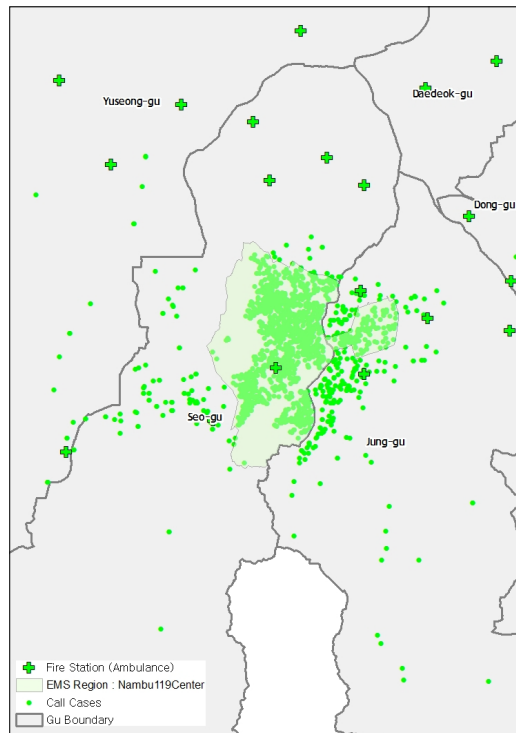 Yuseong-gu
Daedeok-gu
Dong-gu
Seo-gu
Jung-gu
Fire Station (Ambulance)
EMS Region : Nambu119Center
Call Cases
Gu Boundary